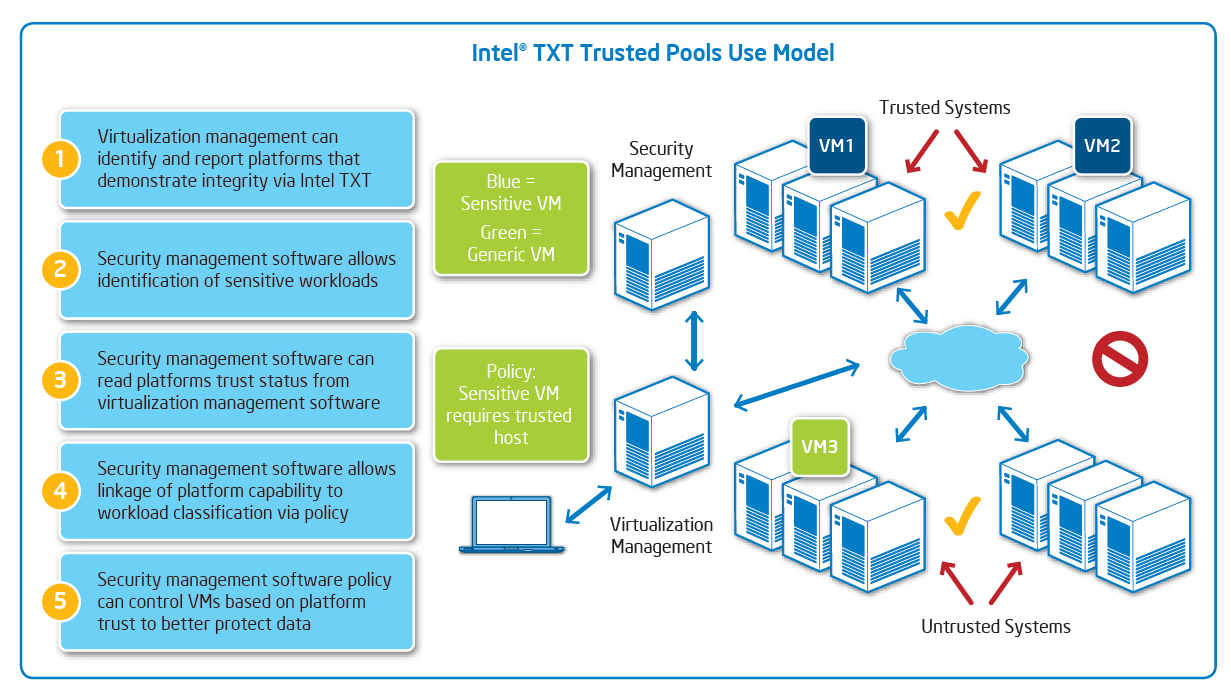 Intel® TXT Trusted Pools Use Model
1
Virtualization management can
identify and report platforms that
demonstrate integrity via Intel TXT
2
Security management software allows
identification of sensitive workloads
3
Security management software can
read platforms trust status from
virtualization management software
4
Security management software allows
linkage of platform capability to
workload classification via policy
5
Security management software policy
can control VMs based on platform
trust to better protect data
Blue =
Sensitive VM
Green =
Generic VM
Policy:
Sensitive VM
requires trusted
host
Security
Management
Virtualization
Management
Trusted Systems
VM1
VM2
VM3
Untrusted Systems